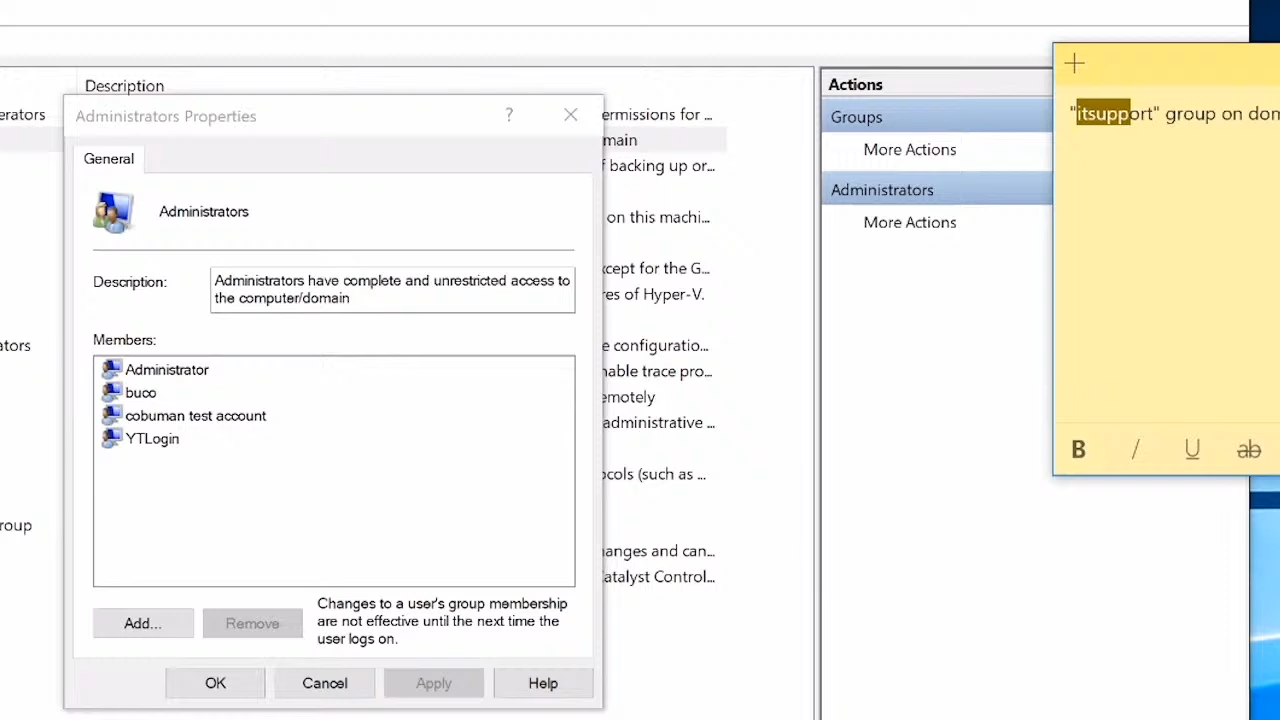 Description
erators
Administrators Properties
?
General
Administrators
Description:
Administrators have complete and unrestricted access to
the computer/domain
Members:
Administrator
buco
cobuman test account
YTLogin
Add...
Remove
Changes to a user's group membership
are not effective until the next time the
user logs on.
OK
Cancel
Apply
Help
ators
roup
ermissions for ...
main
f backing up or...
on this machi...
xcept for the G...
res of Hyper-V.
e configuratio...
nable trace pro...
emotely
administrative ...
ocols (such as ...
hanges and can...
atalyst Control...
Actions
Groups
More Actions
Administrators
More Actions
+
"itsupport" group on dom
B / U ab